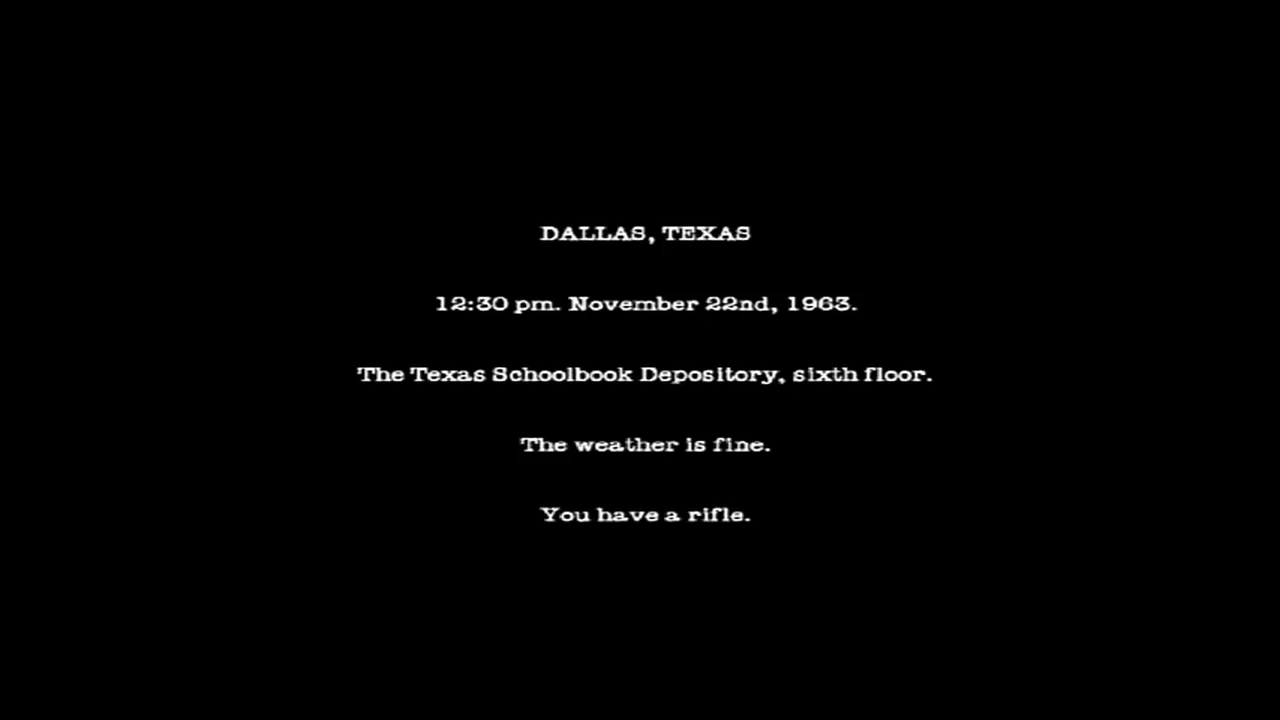 DALLAS, TEXAS
12:30 pm. November 22nd, 1963.
The Texas Schoolbook Depository, sixth floor.
The weather is fine.
You have a rifle.